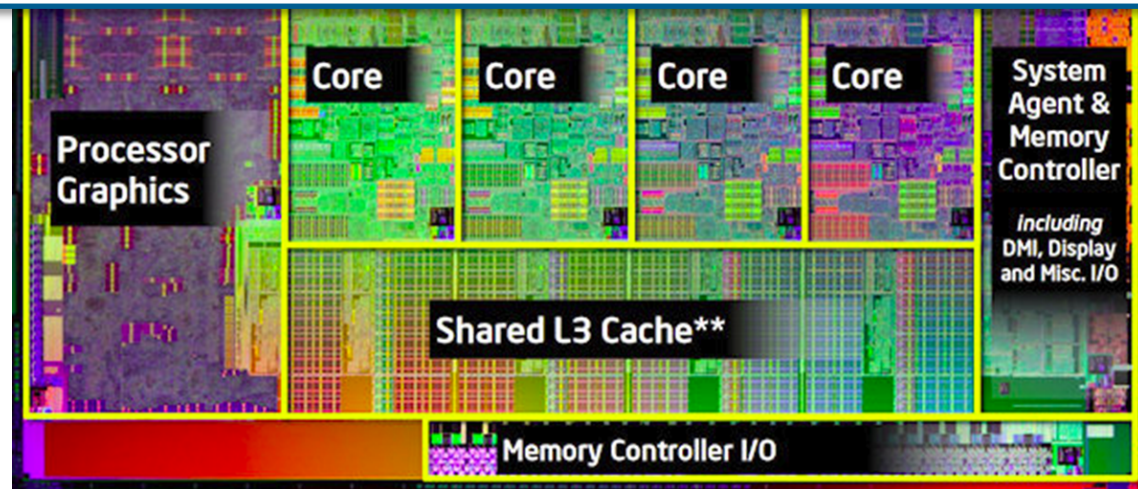 Processor
Graphics
Core
Core
Core
Core
System
Agent &
Memory
Controller
including
DMI, Display
and Misc. I/O
Shared L3 Cache**
Memory Controller I/O